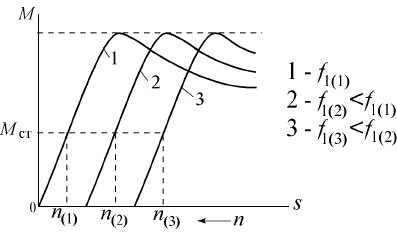 M
1
2
3
1 - f₁₍₁₎
2 - f₁₍₂₎<f₁₍₁₎
3 - f₁₍₃₎<f₁₍₂₎
Mст
0
n₍₁₎ n₍₂₎ n₍₃₎ s
← n